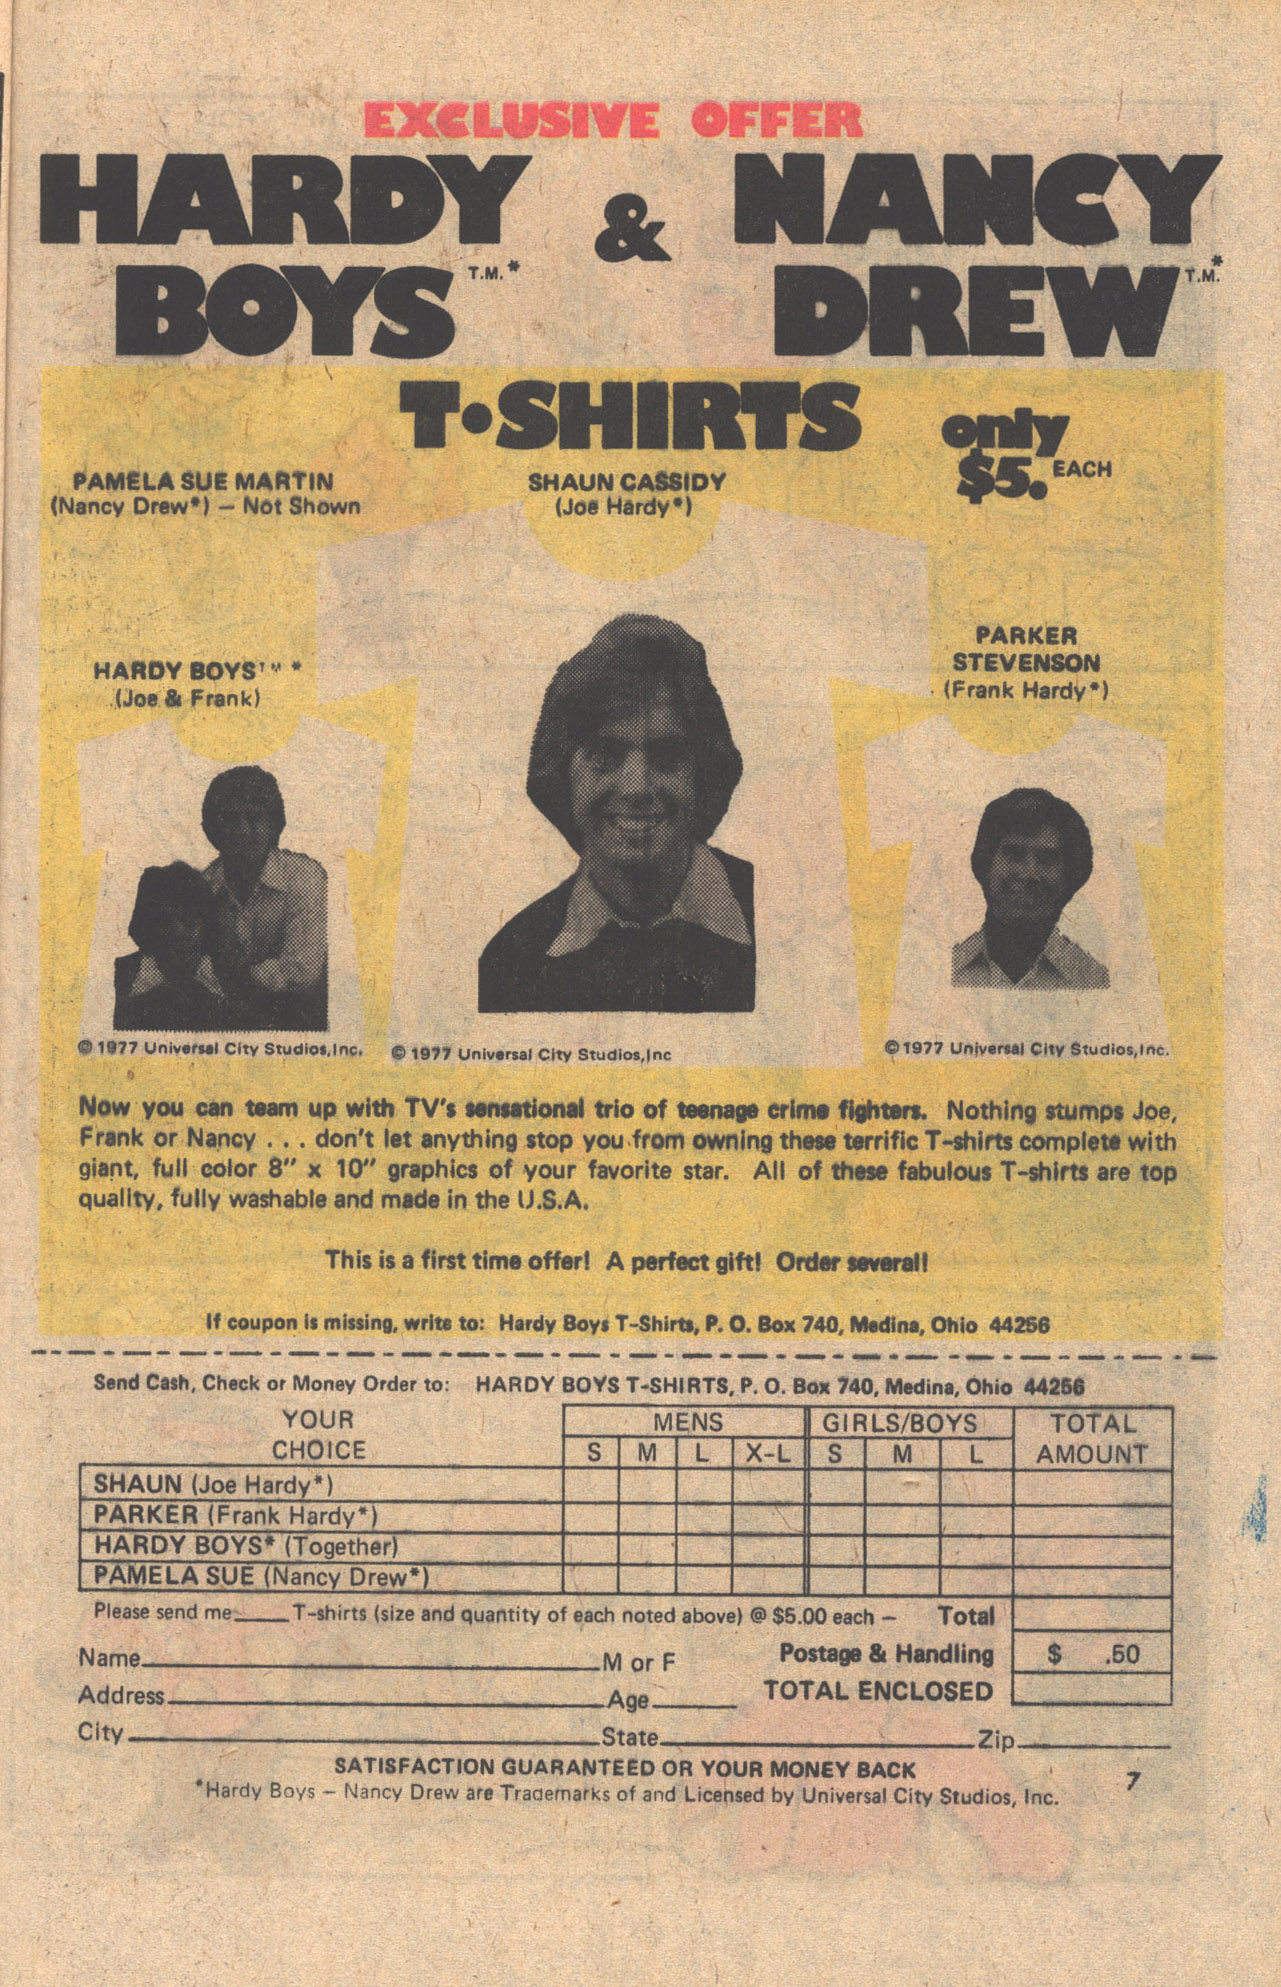 EXCLUSIVE OFFER
HARDY BOYS T.M.* & NANCY DREW T.M.*
T•SHIRTS
only $5. EACH
PAMELA SUE MARTIN
(Nancy Drew*) – Not Shown
SHAUN CASSIDY
(Joe Hardy*)
PARKER
STEVENSON
(Frank Hardy*)
HARDY BOYS™*
(Joe & Frank)
© 1977 Universal City Studios,Inc.
© 1977 Universal City Studios,Inc
© 1977 Universal City Studios,Inc.
Now you can team up with TV's sensational trio of teenage crime fighters. Nothing stumps Joe,
Frank or Nancy . . . don't let anything stop you from owning these terrific T-shirts complete with
giant, full color 8" x 10" graphics of your favorite star. All of these fabulous T-shirts are top
quality, fully washable and made in the U.S.A.
This is a first time offer! A perfect gift! Order several!
If coupon is missing, write to: Hardy Boys T-Shirts, P. O. Box 740, Medina, Ohio 44256
Send Cash, Check or Money Order to: HARDY BOYS T-SHIRTS, P. O. Box 740, Medina, Ohio 44256
YOUR CHOICE MENS GIRLS/BOYS TOTAL AMOUNT
S M L X-L S M L
SHAUN (Joe Hardy*)
PARKER (Frank Hardy*)
HARDY BOYS* (Together)
PAMELA SUE (Nancy Drew*)
Please send me T-shirts (size and quantity of each noted above) @ $5.00 each – Total
Name M or F Postage & Handling $ .50
Address Age TOTAL ENCLOSED
City State Zip
SATISFACTION GUARANTEED OR YOUR MONEY BACK
*Hardy Boys – Nancy Drew are Trademarks of and Licensed by Universal City Studios, Inc.
7